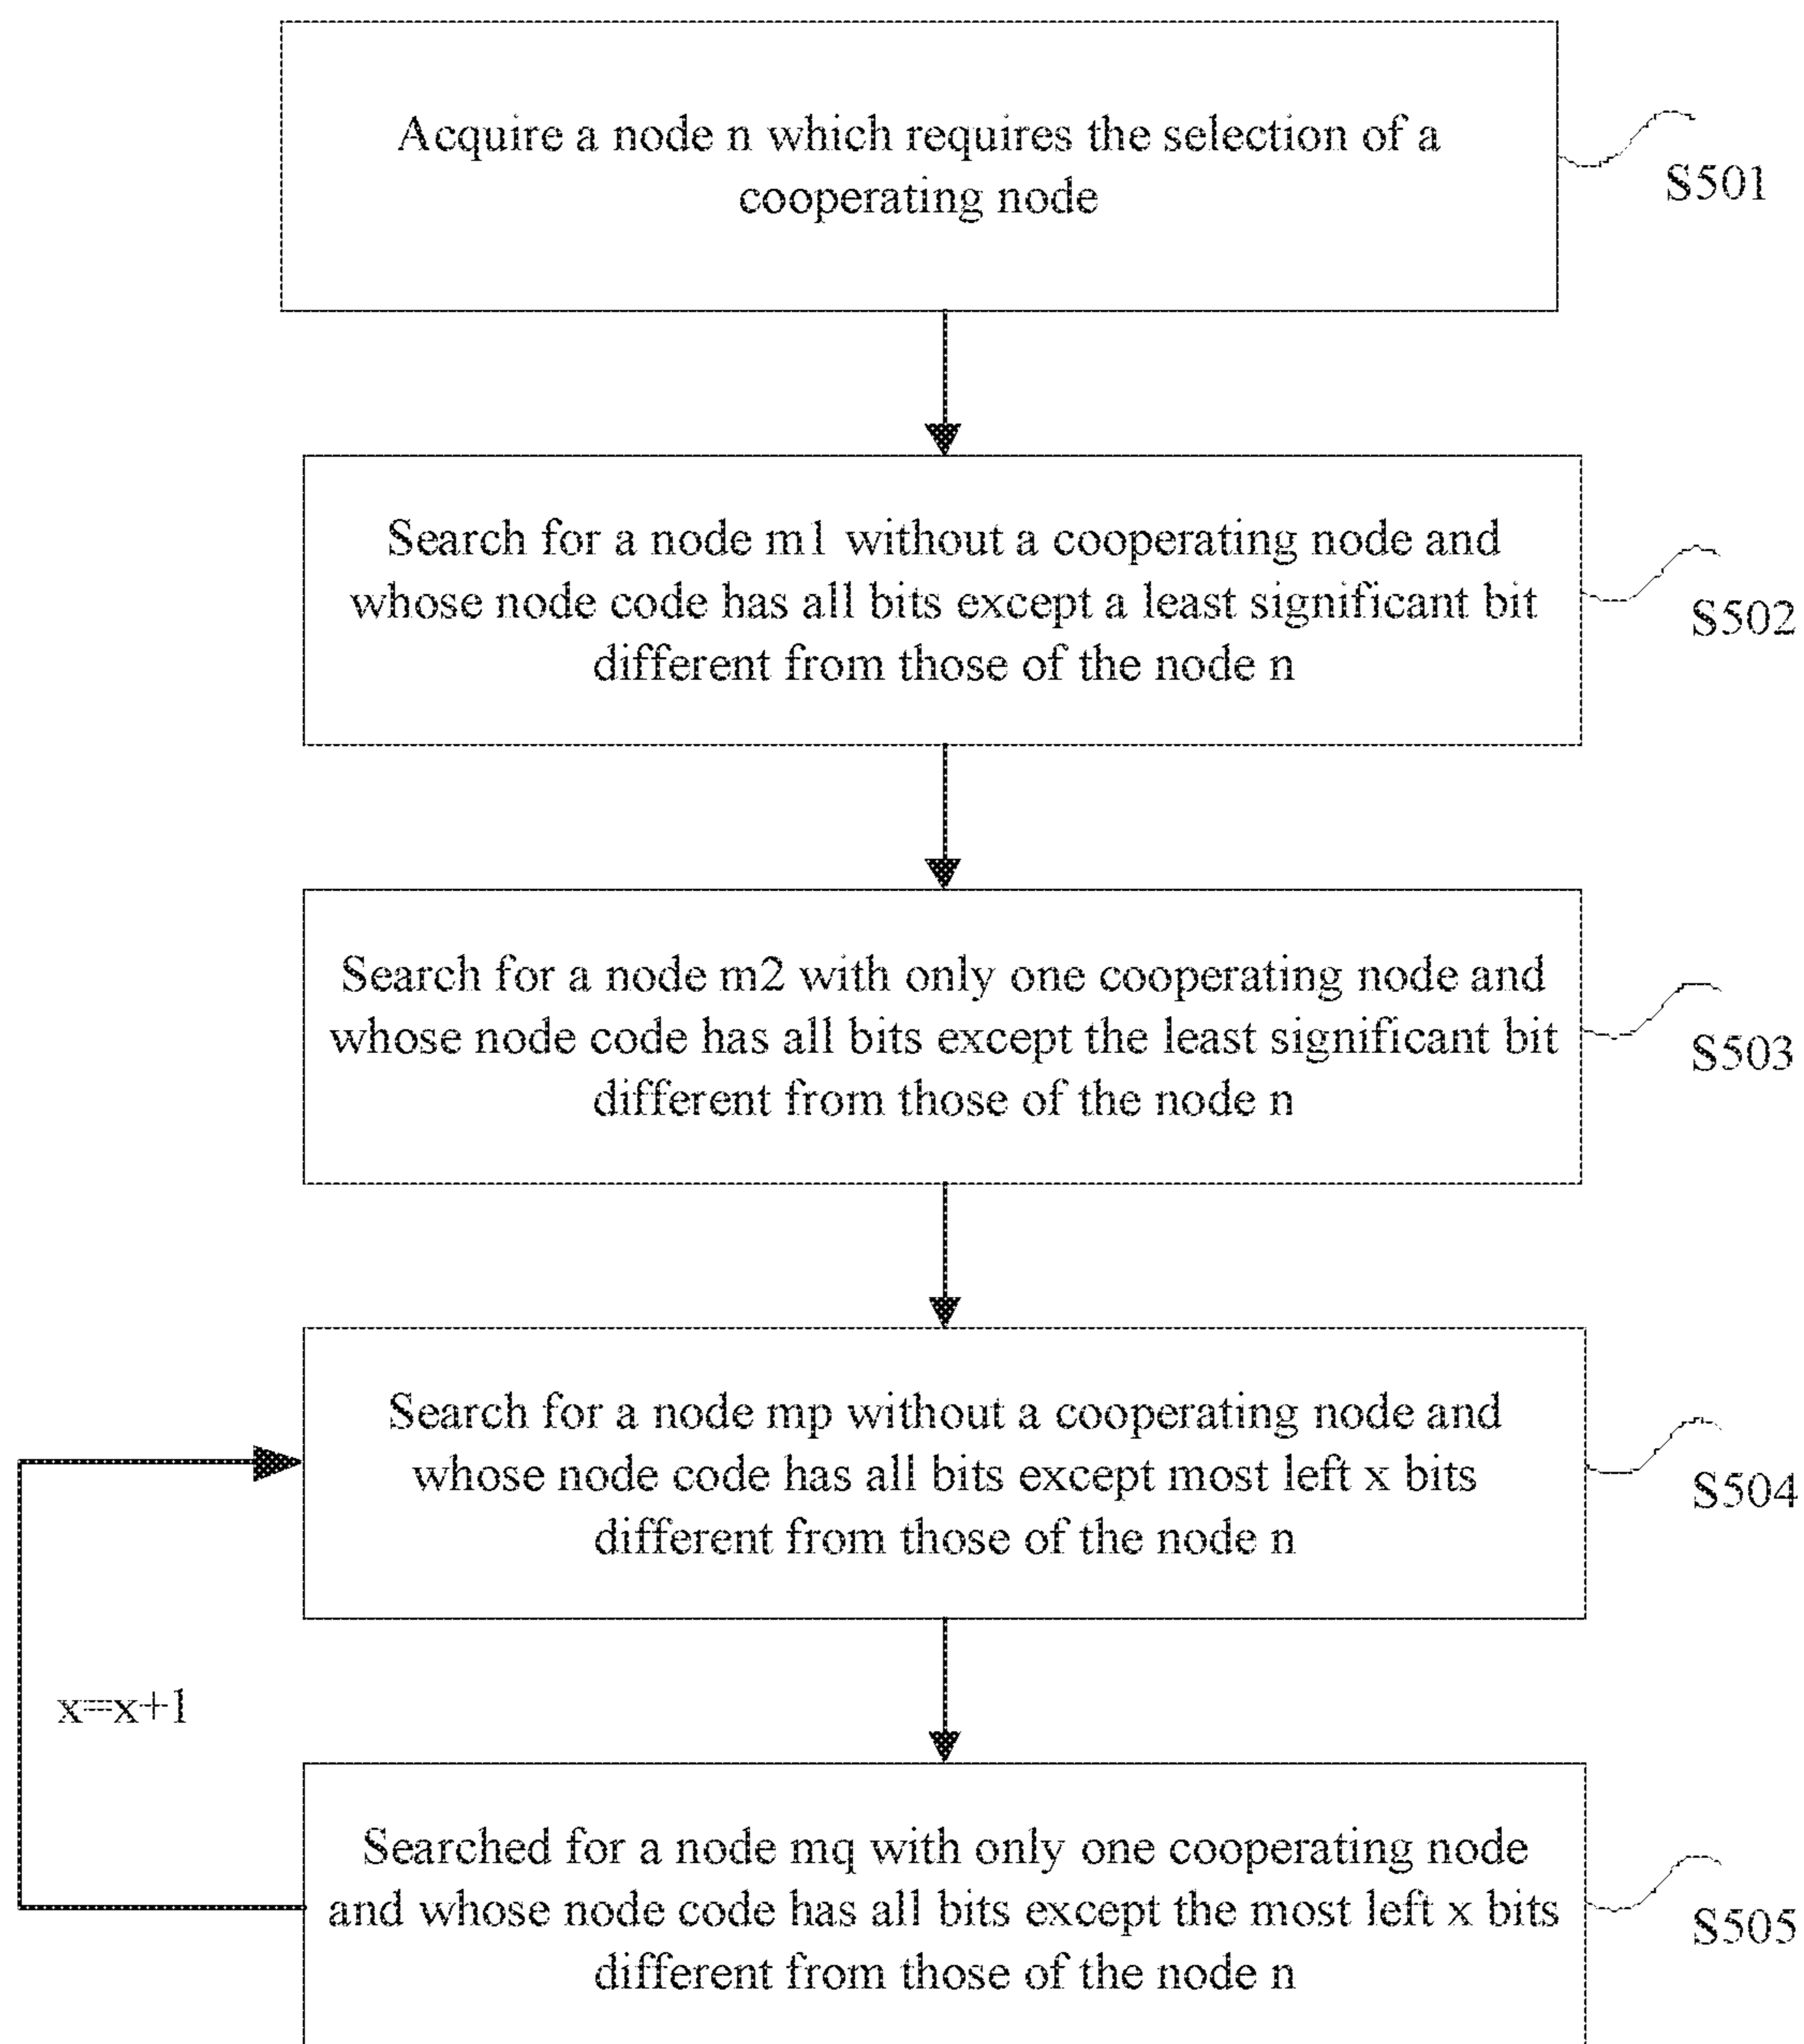 Acquire a node n which requires the selection of a
cooperating node
S501
Search for a node m1 without a cooperating node and
whose node code has all bits except a least significant bit
different from those of the node n
S502
Search for a node m2 with only one cooperating node and
whose node code has all bits except the least significant bit
different from those of the node n
S503
Search for a node mp without a cooperating node and
whose node code has all bits except most left x bits
different from those of the node n
S504
x=x+1
Searched for a node mq with only one cooperating node
and whose node code has all bits except the most left x bits
different from those of the node n
S505